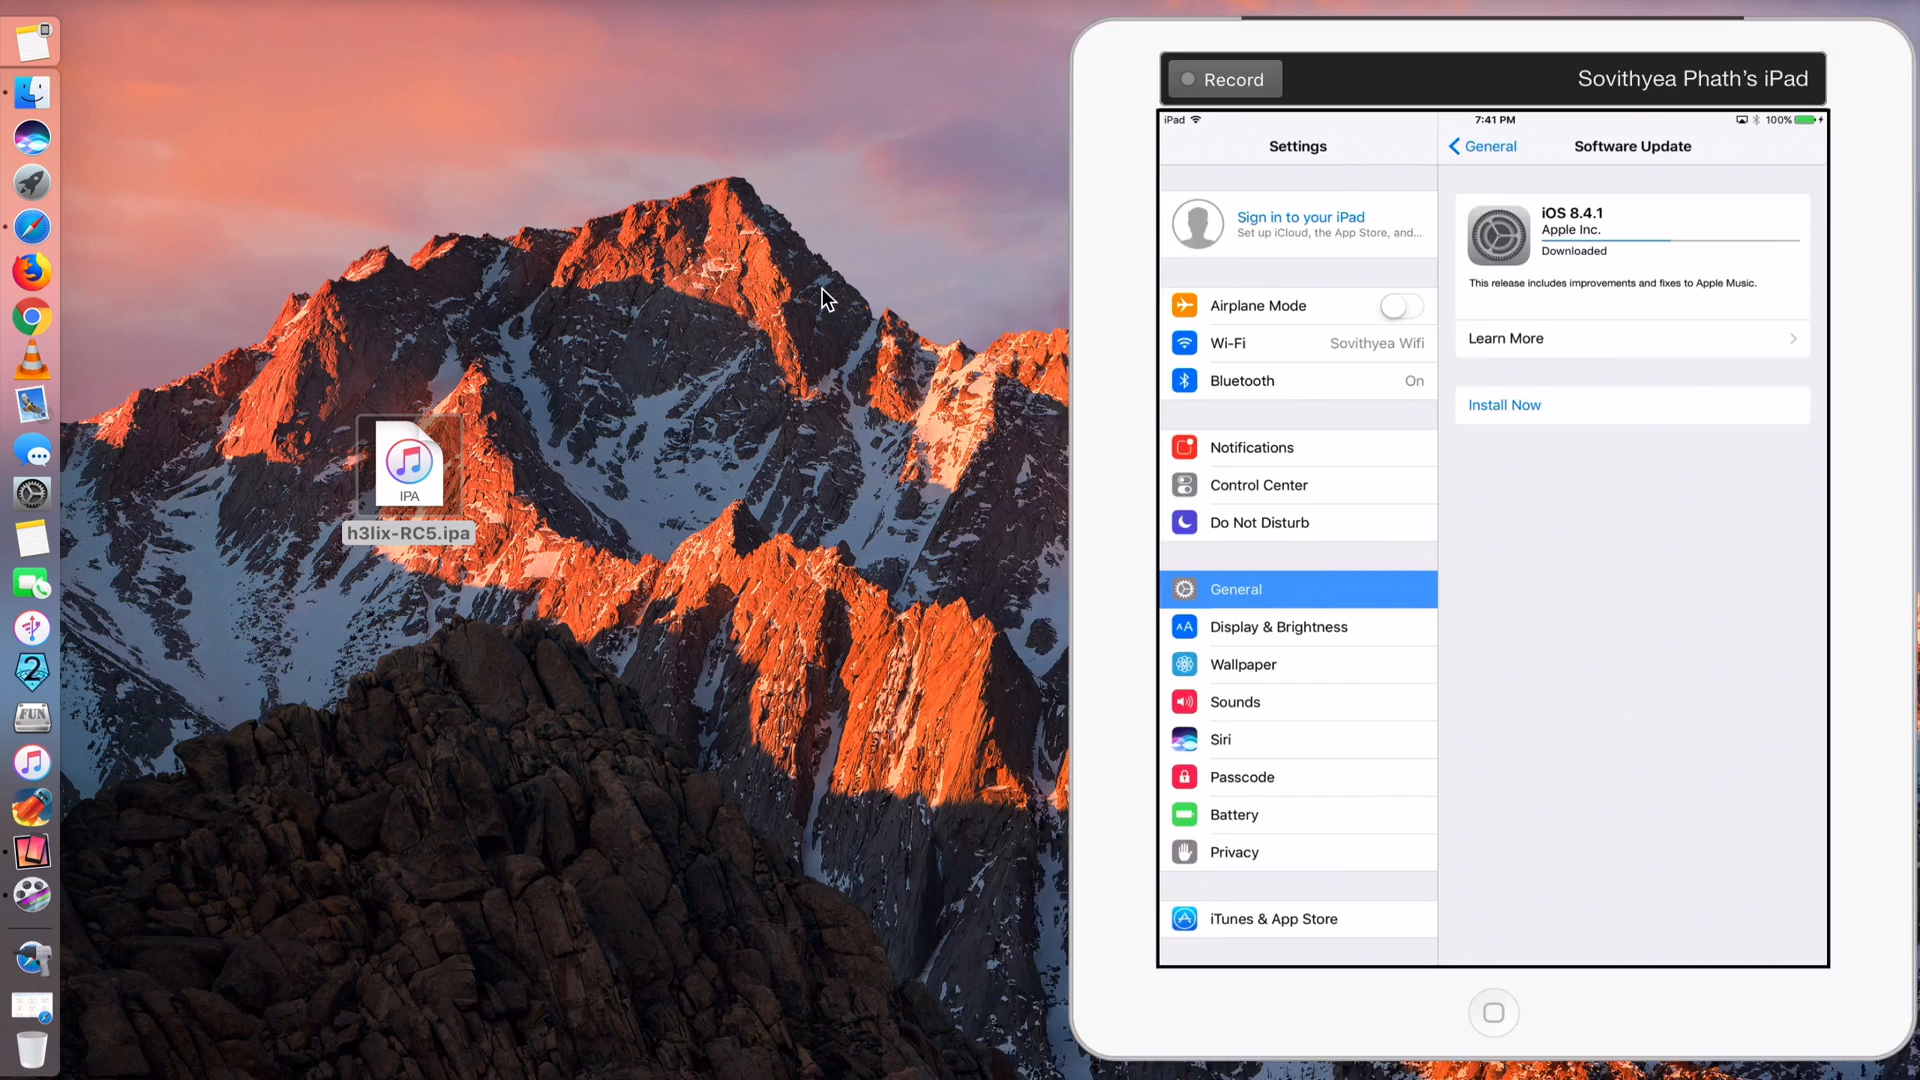 IPA
h3lix-RC5.ipa
2
FUN
Record
Sovithyea Phath's iPad
iPad
7:41 PM
100%
Settings
General
Software Update
Sign in to your iPad
Set up iCloud, the App Store, and...
iOS 8.4.1
Apple Inc.
Downloaded
This release includes improvements and fixes to Apple Music.
Learn More
Install Now
Airplane Mode
Wi-Fi
Sovithyea Wifi
Bluetooth
On
Notifications
Control Center
Do Not Disturb
General
AA
Display & Brightness
Wallpaper
Sounds
Siri
Passcode
Battery
Privacy
iTunes & App Store